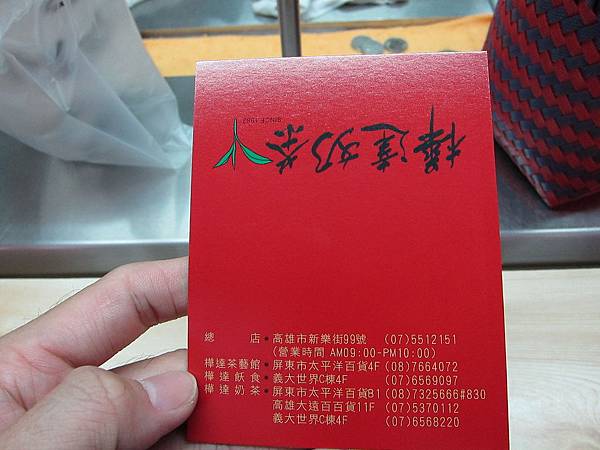 樺達奶茶
SINCE 1982
總店•高雄市新樂街99號 (07)5512151
(營業時間 AM09:00-PM10:00)
樺達茶藝館•屏東市太平洋百貨4F (08)7664072
樺達飲食•義大世界C棟4F (07)6569097
樺達奶茶•屏東市太平洋百貨B1 (08)7325666#830
高雄大遠百百貨11F (07)5370112
義大世界C棟4F (07)6568220